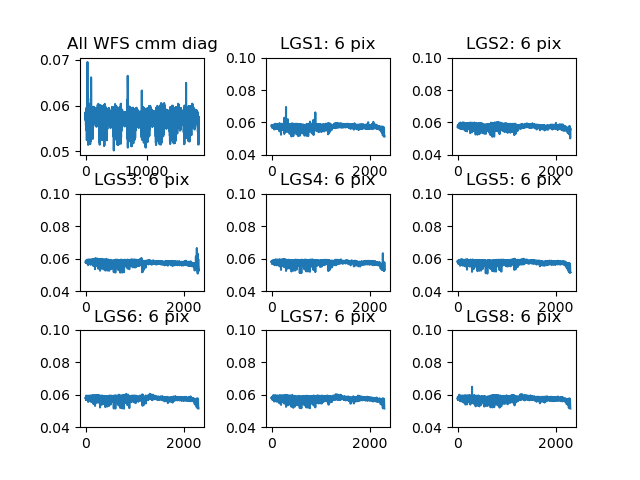 All WFS cmm diag LGS1: 6 pix LGS2: 6 pix
0.07 0.10 0.10
0.08 0.08
0.06
0.06 0.06
0.05
0.04 0.04
0 10000 0 2000 0 2000
LGS3: 6 pix LGS4: 6 pix LGS5: 6 pix
0.10 0.10 0.10
0.08 0.08 0.08
0.06 0.06 0.06
0.04 0.04 0.04
0 2000 0 2000 0 2000
LGS6: 6 pix LGS7: 6 pix LGS8: 6 pix
0.10 0.10 0.10
0.08 0.08 0.08
0.06 0.06 0.06
0.04 0.04 0.04
0 2000 0 2000 0 2000